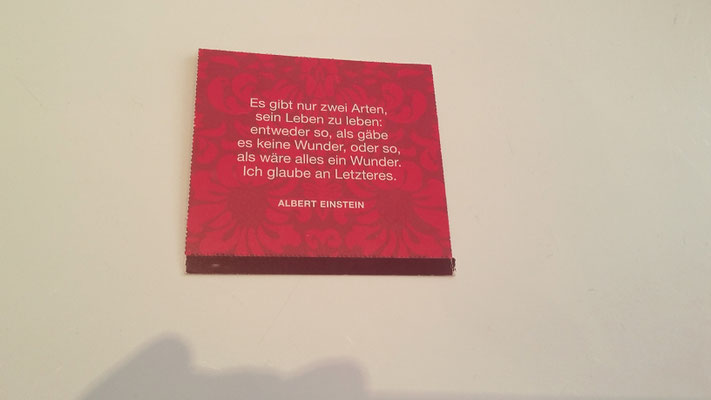 Es gibt nur zwei Arten,
sein Leben zu leben:
entweder so, als gäbe
es keine Wunder, oder so,
als wäre alles ein Wunder.
Ich glaube an Letzteres.
ALBERT EINSTEIN